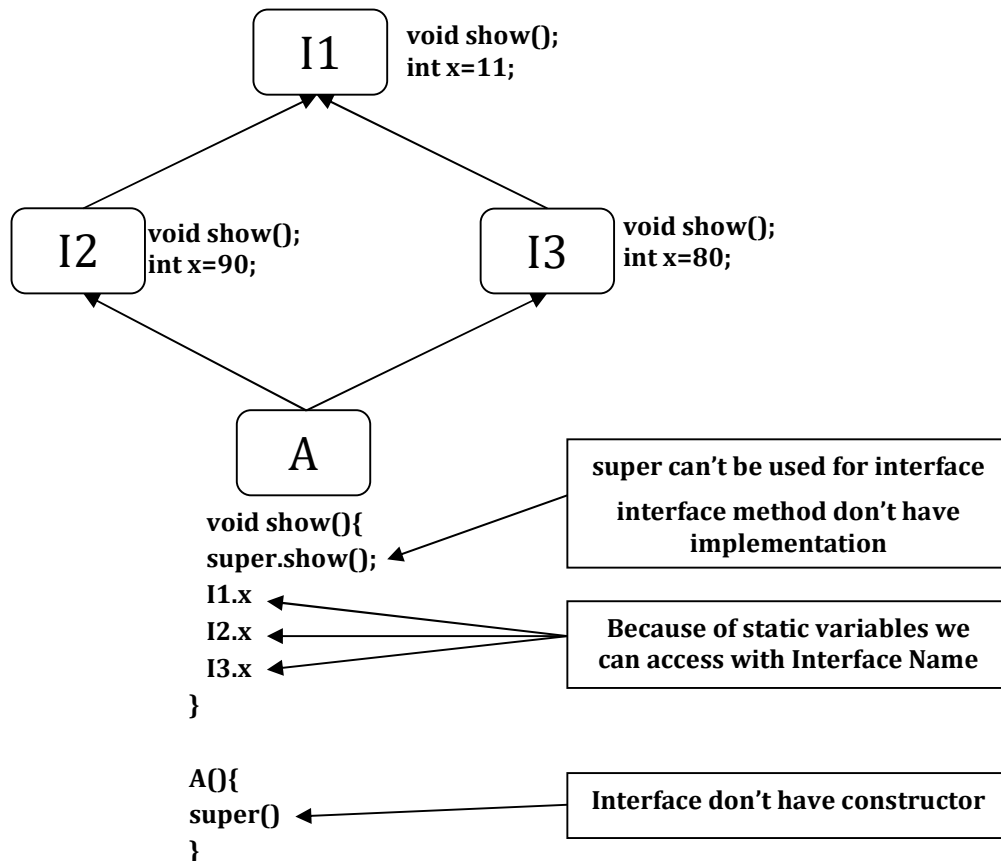 I1
void show();
int x=11;
I2
void show();
int x=90;
I3
void show();
int x=80;
A
void show(){
super.show();
I1.x
I2.x
I3.x
}
super can’t be used for interface
interface method don’t have
implementation
Because of static variables we
can access with Interface Name
A(){
super()
}
Interface don’t have constructor